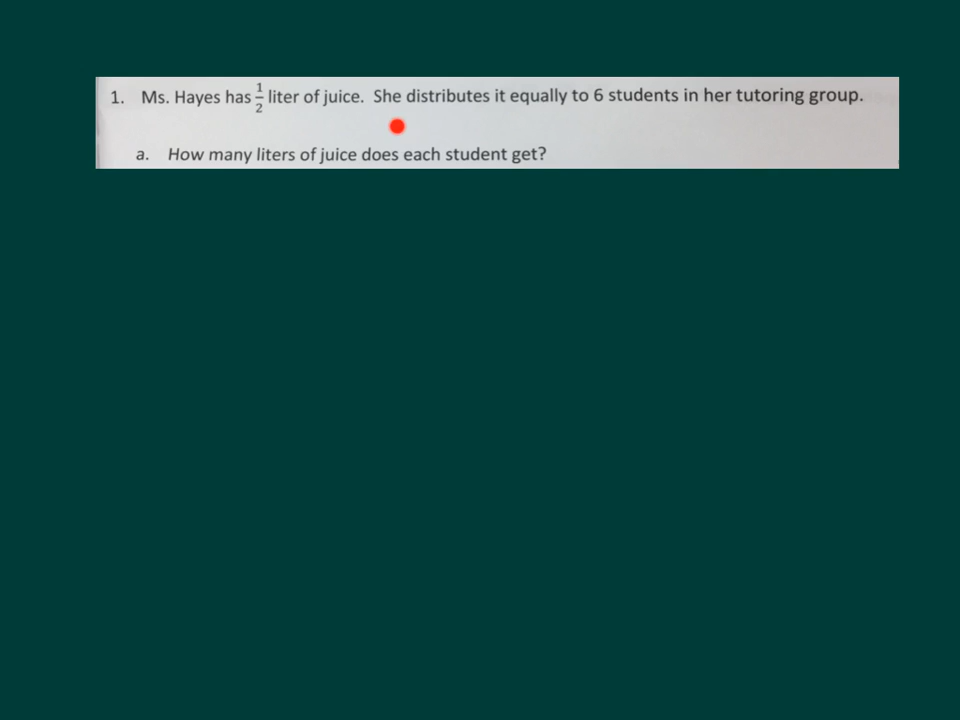 1. Ms. Hayes has 1/2 liter of juice. She distributes it equally to 6 students in her tutoring group.
a. How many liters of juice does each student get?